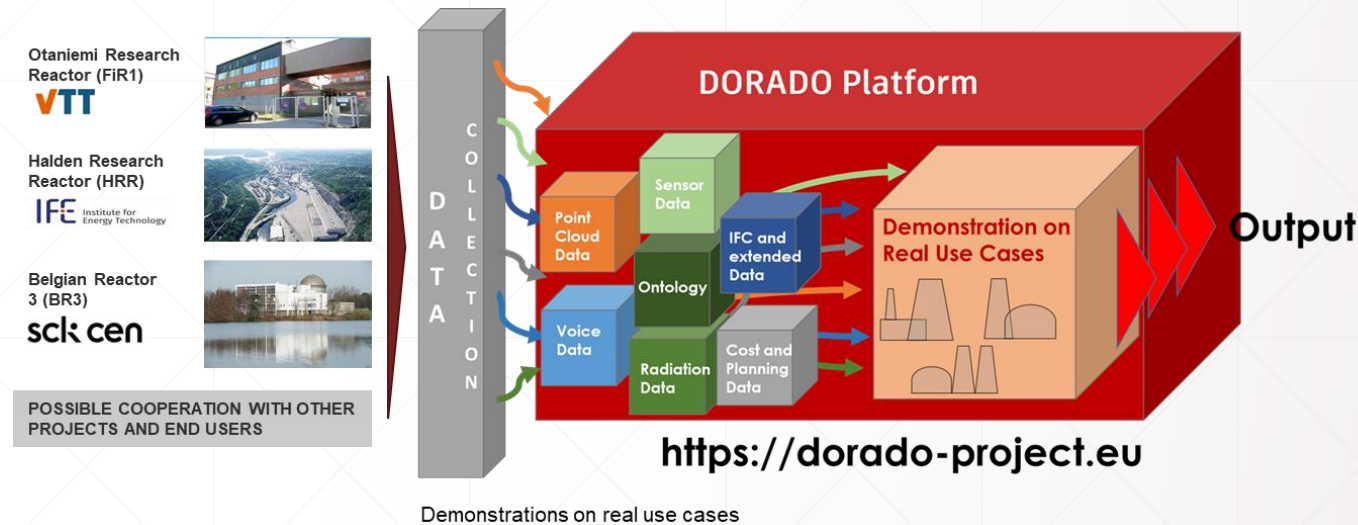 Otaniemi Research
Reactor (FiR1)
VTT
Halden Research
Reactor (HRR)
IFE Institute for
Energy Technology
Belgian Reactor
3 (BR3)
sck cen
POSSIBLE COOPERATION WITH OTHER
PROJECTS AND END USERS
DATA
COLLECTION
DORADO Platform
Point
Cloud
Data
Sensor
Data
IFC and
extended
Data
Ontology
Voice
Data
Radiation
Data
Cost and
Planning
Data
Demonstration on
Real Use Cases
Output
https://dorado-project.eu
Demonstrations on real use cases